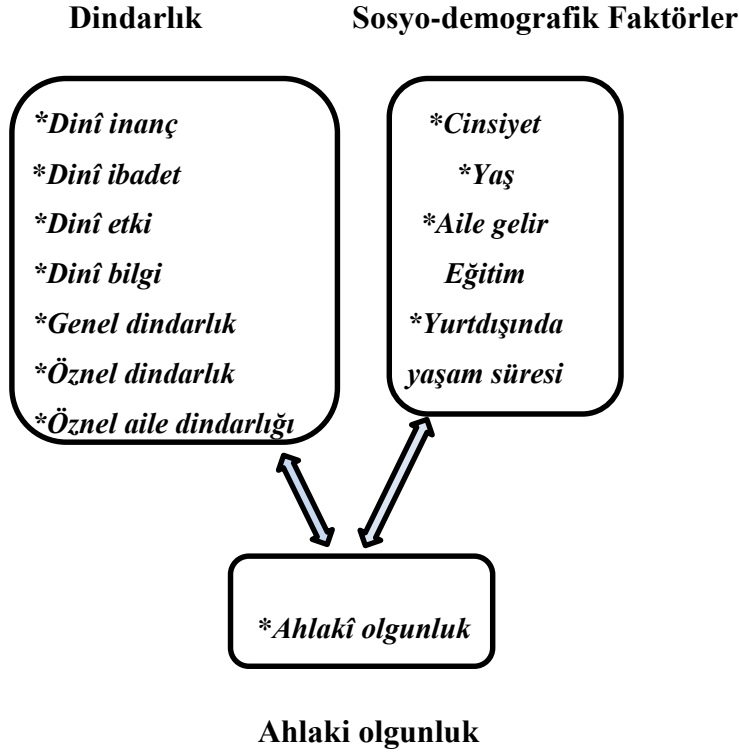 Dindarlık
*Dinî inanç
*Dinî ibadet
*Dinî etki
*Dinî bilgi
*Genel dindarlık
*Öznel dindarlık
*Öznel aile dindarlığı
Sosyo-demografik Faktörler
*Cinsiyet
*Yaş
*Aile gelir
Eğitim
*Yurtdışında
yaşam süresi
*Ahlakî olgunluk
Ahlaki olgunluk